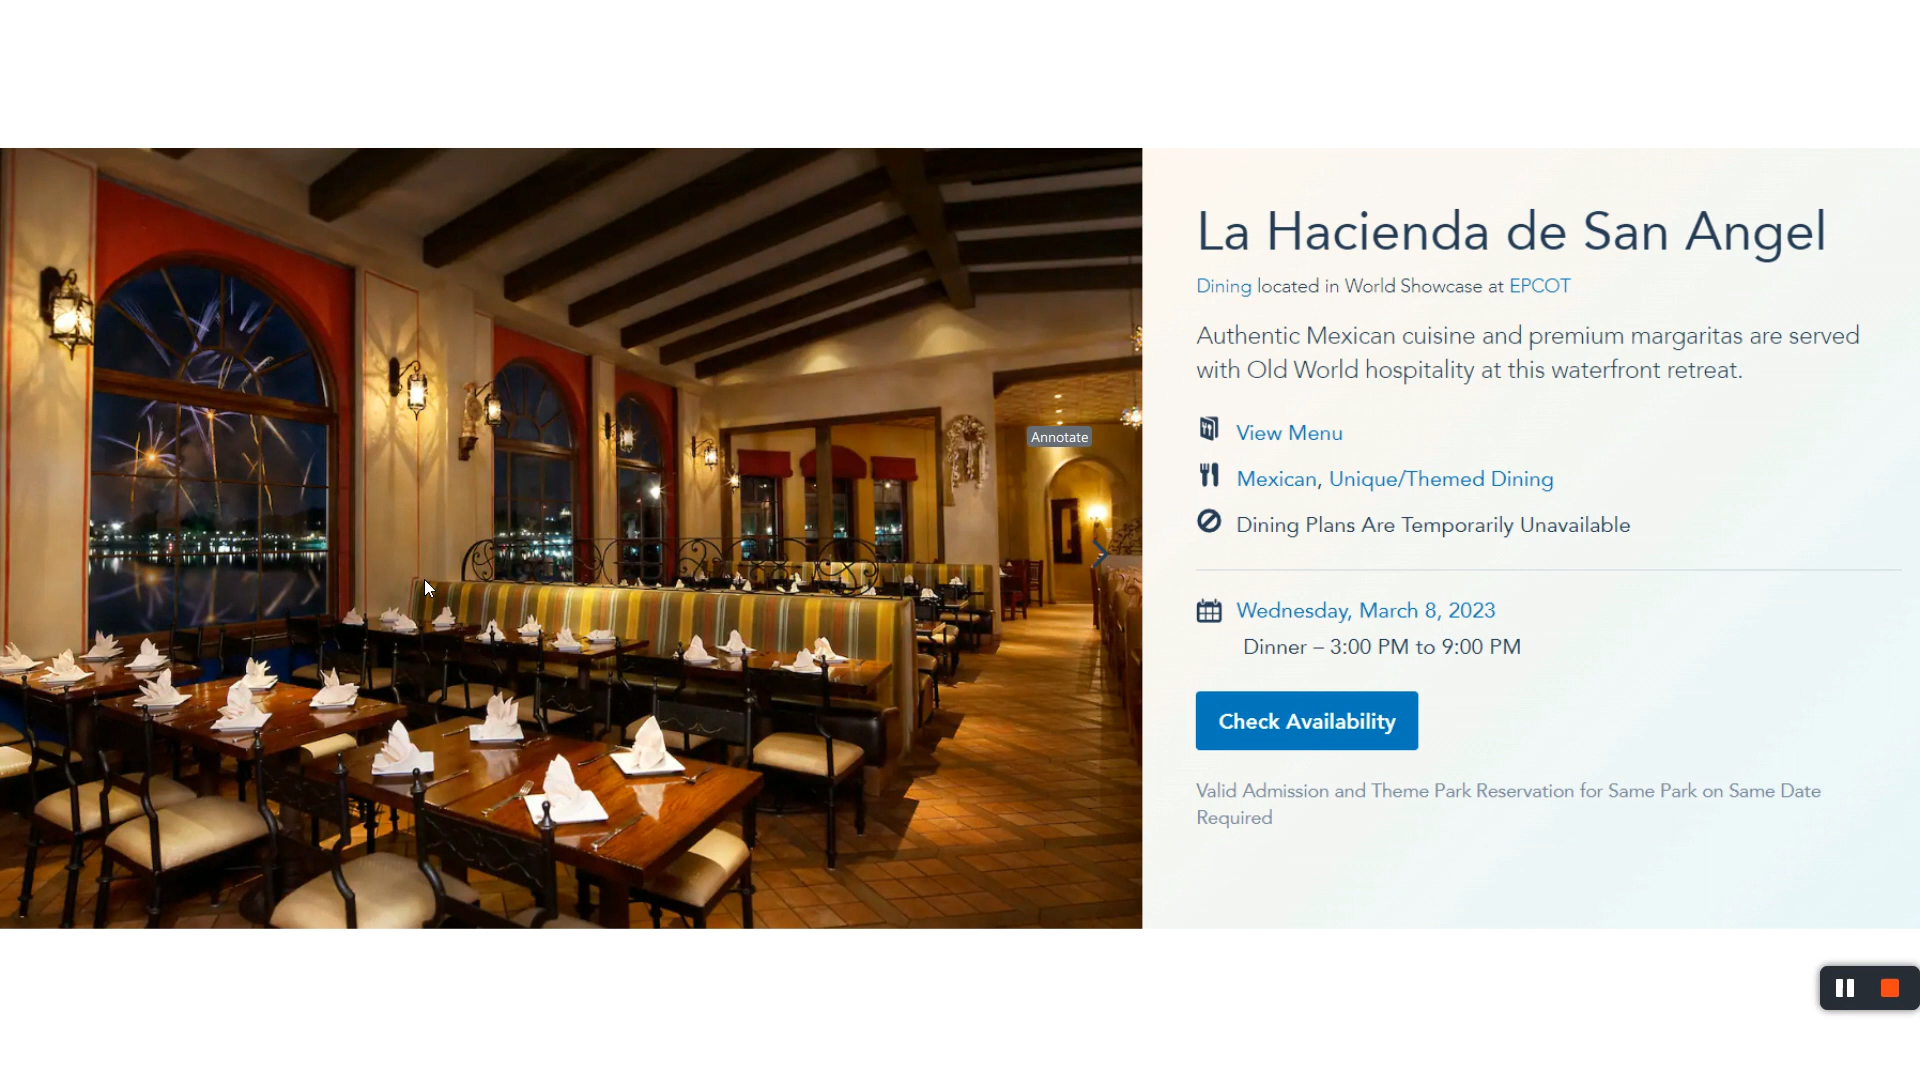 La Hacienda de San Angel
Dining located in World Showcase at EPCOT
Authentic Mexican cuisine and premium margaritas are served
with Old World hospitality at this waterfront retreat.
View Menu
Annotate
Mexican, Unique/Themed Dining
Dining Plans Are Temporarily Unavailable
Wednesday, March 8, 2023
Dinner – 3:00 PM to 9:00 PM
Check Availability
Valid Admission and Theme Park Reservation for Same Park on Same Date
Required